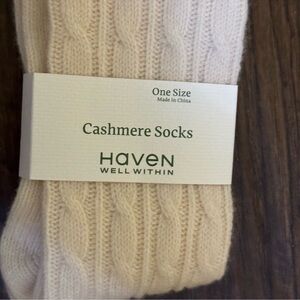 One Size
Made in China
Cashmere Socks
Haven
WELL WITHIN